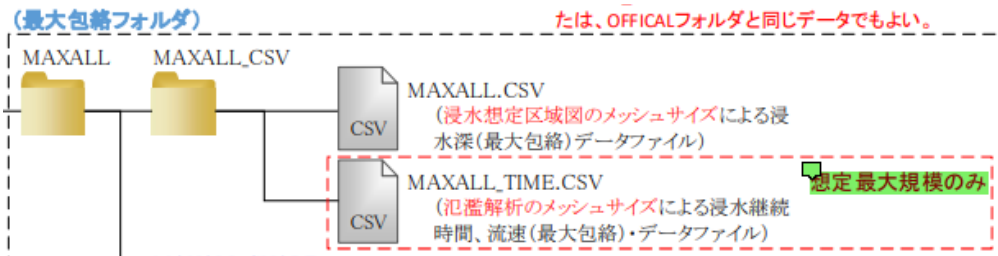 (最大包絡フォルダ)
たは、OFFICALフォルダと同じデータでもよい。
MAXALL
MAXALL_CSV
CSV
MAXALL.CSV
(浸水想定区域図のメッシュサイズによる浸
水深(最大包絡)データファイル)
CSV
MAXALL_TIME.CSV
想定最大規模のみ
(氾濫解析のメッシュサイズによる浸水継続
時間、流速(最大包絡)・データファイル)